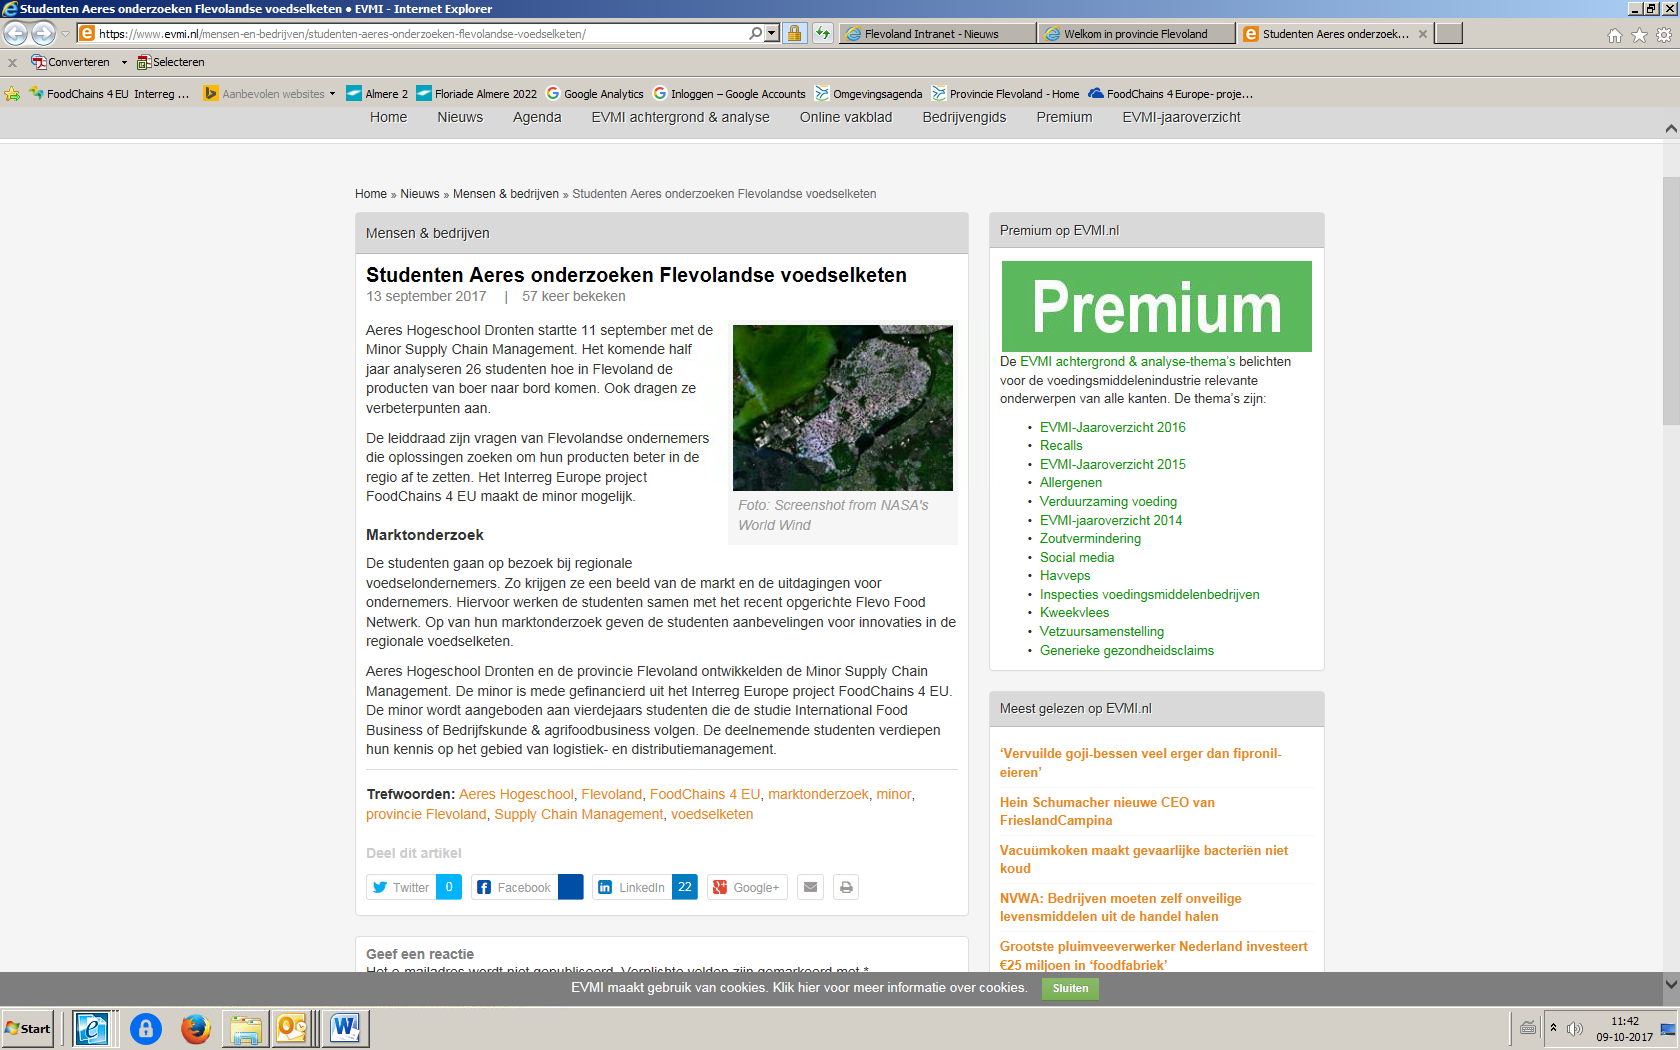 Studenten Aeres onderzoeken Flevolandse voedselketen ● EVMI - Internet Explorer
https://www.evmi.nl/mensen-en-bedrijven/studenten-aeres-onderzoeken-flevolandse-voedselketen/
Flevoland Intranet - Nieuws
Welkom in provincie Flevoland
Studenten Aeres onderzoek...
Converteren
Selecteren
FoodChains 4 EU Interreg ...
Aanbevolen websites
Almere 2
Floriade Almere 2022
Google Analytics
Inloggen – Google Accounts
Omgevingsagenda
Provincie Flevoland - Home
FoodChains 4 Europe- proje...
Home
Nieuws
Agenda
EVMI achtergrond & analyse
Online vakblad
Bedrijvengids
Premium
EVMI-jaaroverzicht
Home » Nieuws » Mensen & bedrijven » Studenten Aeres onderzoeken Flevolandse voedselketen
Mensen & bedrijven
Studenten Aeres onderzoeken Flevolandse voedselketen
13 september 2017 | 57 keer bekeken
Aeres Hogeschool Dronten startte 11 september met de
Minor Supply Chain Management. Het komende half
jaar analyseren 26 studenten hoe in Flevoland de
producten van boer naar bord komen. Ook dragen ze
verbeterpunten aan.
De leiddraad zijn vragen van Flevolandse ondernemers
die oplossingen zoeken om hun producten beter in de
regio af te zetten. Het Interreg Europe project
FoodChains 4 EU maakt de minor mogelijk.
Foto: Screenshot from NASA's
World Wind
Marktonderzoek
De studenten gaan op bezoek bij regionale
voedselondernemers. Zo krijgen ze een beeld van de markt en de uitdagingen voor
ondernemers. Hiervoor werken de studenten samen met het recent opgerichte Flevo Food
Netwerk. Op van hun marktonderzoek geven de studenten aanbevelingen voor innovaties in de
regionale voedselketen.
Aeres Hogeschool Dronten en de provincie Flevoland ontwikkelden de Minor Supply Chain
Management. De minor is mede gefinancierd uit het Interreg Europe project FoodChains 4 EU.
De minor wordt aangeboden aan vierdejaars studenten die de studie International Food
Business of Bedrijfskunde & agrifoodbusiness volgen. De deelnemende studenten verdiepen
hun kennis op het gebied van logistiek- en distributiemanagement.
Trefwoorden: Aeres Hogeschool, Flevoland, FoodChains 4 EU, marktonderzoek, minor,
provincie Flevoland, Supply Chain Management, voedselketen
Deel dit artikel
Twitter 0
Facebook
LinkedIn 22
Google+
Geef een reactie
Het e-mailadres wordt niet gepubliceerd. Verplichte velden zijn gemarkeerd met *
Premium op EVMI.nl
Premium
De EVMI achtergrond & analyse-thema's belichten
voor de voedingsmiddelenindustrie relevante
onderwerpen van alle kanten. De thema's zijn:
• EVMI-Jaaroverzicht 2016
• Recalls
• EVMI-Jaaroverzicht 2015
• Allergenen
• Verduurzaming voeding
• EVMI-jaaroverzicht 2014
• Zoutvermindering
• Social media
• Havveps
• Inspecties voedingsmiddelenbedrijven
• Kweekvlees
• Vetzuursamenstelling
• Generieke gezondheidsclaims
Meest gelezen op EVMI.nl
‘Vervuilde goji-bessen veel erger dan fipronil-
eieren’
Hein Schumacher nieuwe CEO van
FrieslandCampina
Vacuümkoken maakt gevaarlijke bacteriën niet
koud
NVWA: Bedrijven moeten zelf onveilige
levensmiddelen uit de handel halen
Grootste pluimveeverwerker Nederland investeert
€25 miljoen in ‘foodfabriek’
EVMI maakt gebruik van cookies. Klik hier voor meer informatie over cookies.
Sluiten
Start
11:42
09-10-2017